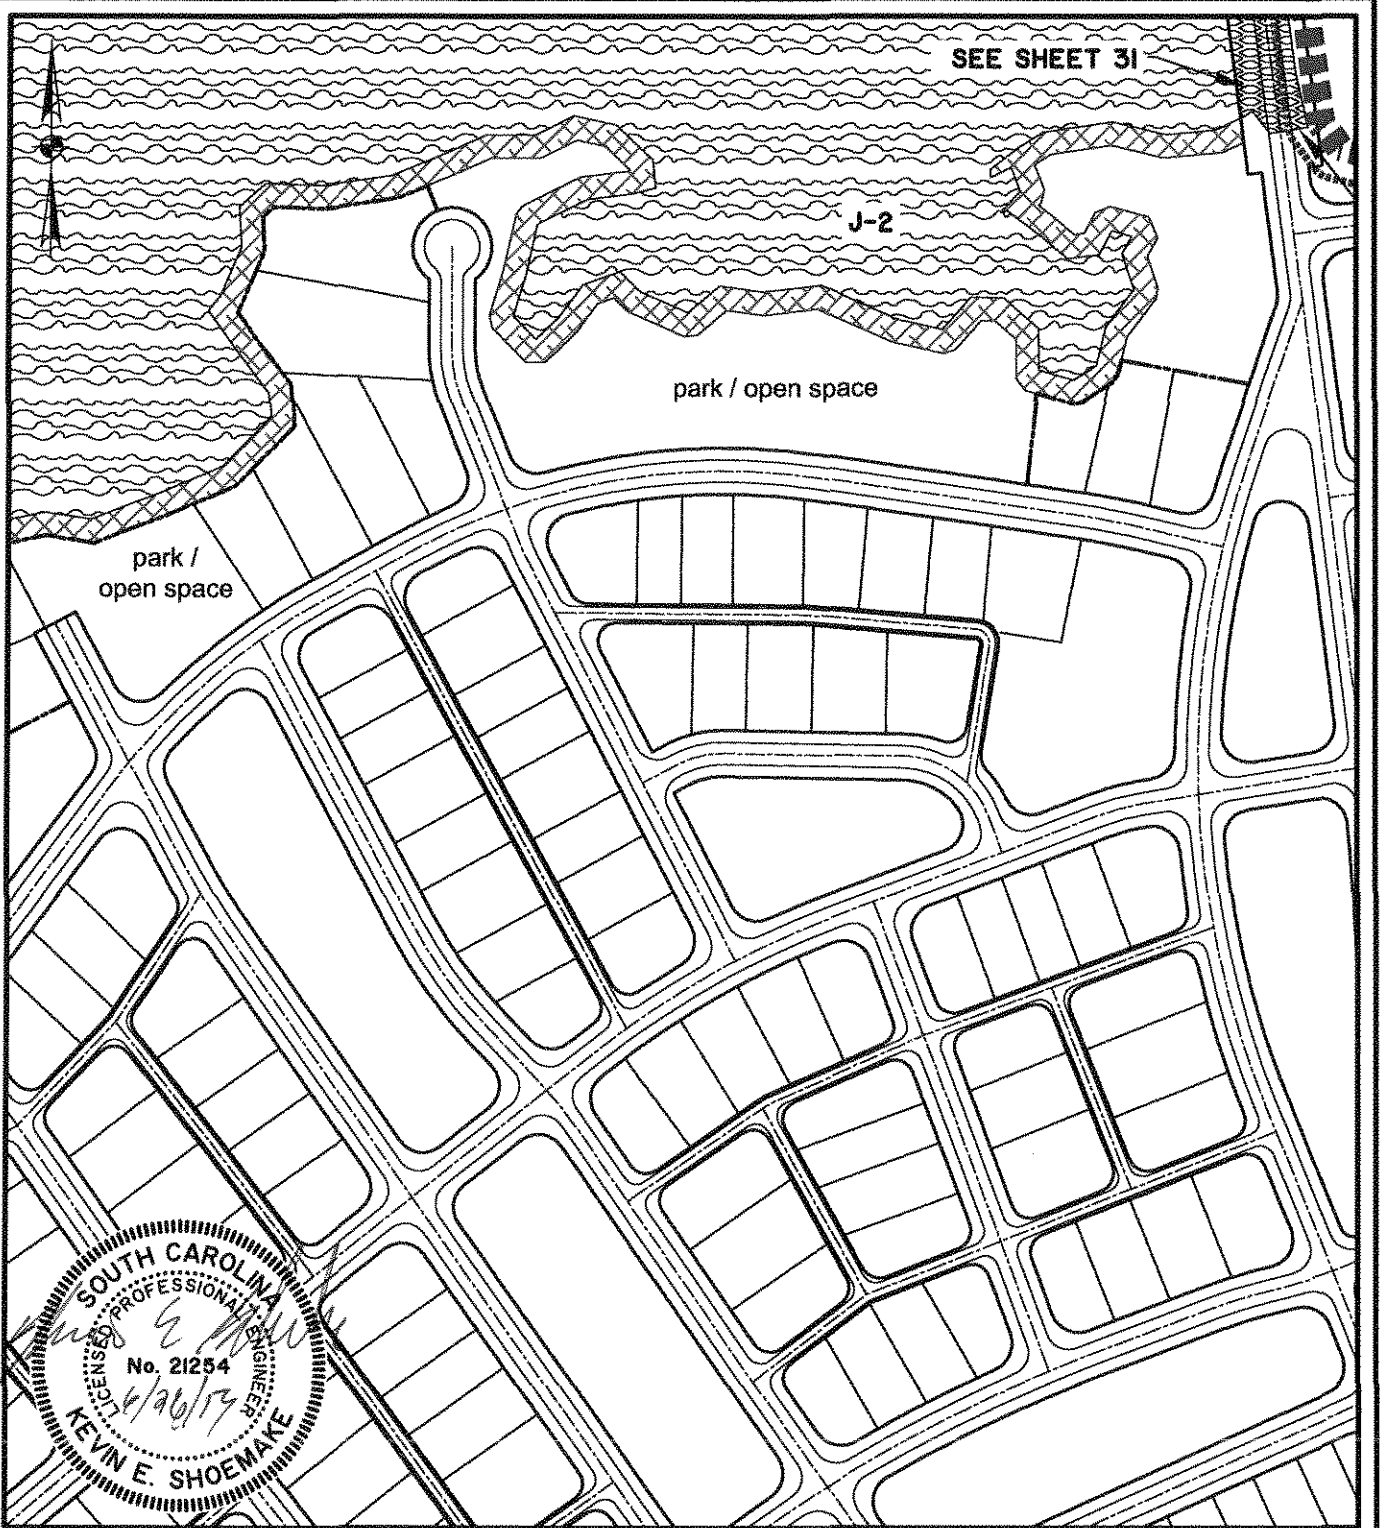 SEE SHEET 31
J-2
park / open space
park /
open space
SOUTH CAROLINA
LICENSED PROFESSIONAL ENGINEER
No. 21254
KEVIN E. SHOEMAKE